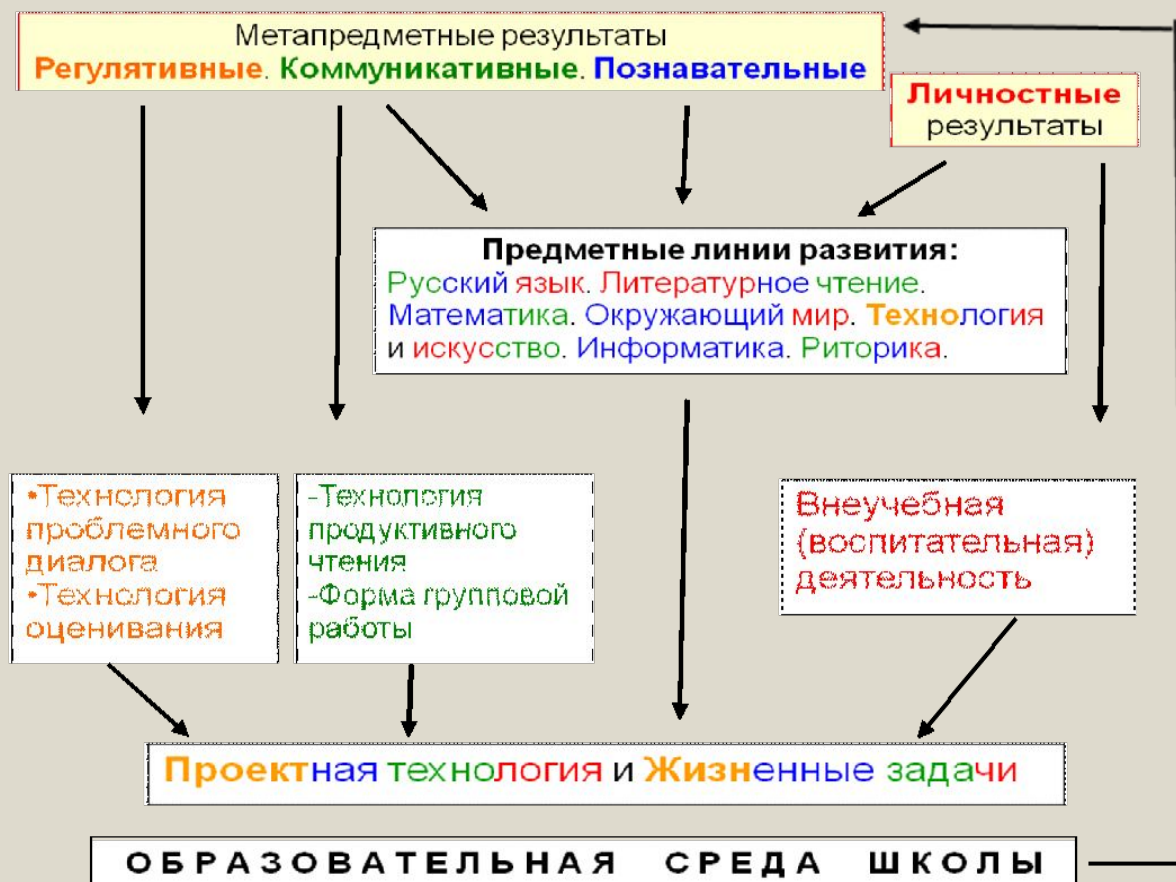 Метапредметные результаты
Регулятивные. Коммуникативные. Познавательные
Личностные
результаты
Предметные линии развития:
Русский язык. Литературное чтение.
Математика. Окружающий мир. Технология
и искусство. Информатика. Риторика.
•Технология
проблемного
диалога
•Технология
оценивания
-Технология
продуктивного
чтения
-Форма групповой
работы
Внеучебная
(воспитательная)
деятельность
Проектная технология и Жизненные задачи
ОБРАЗОВАТЕЛЬНАЯ СРЕДА ШКОЛЫ